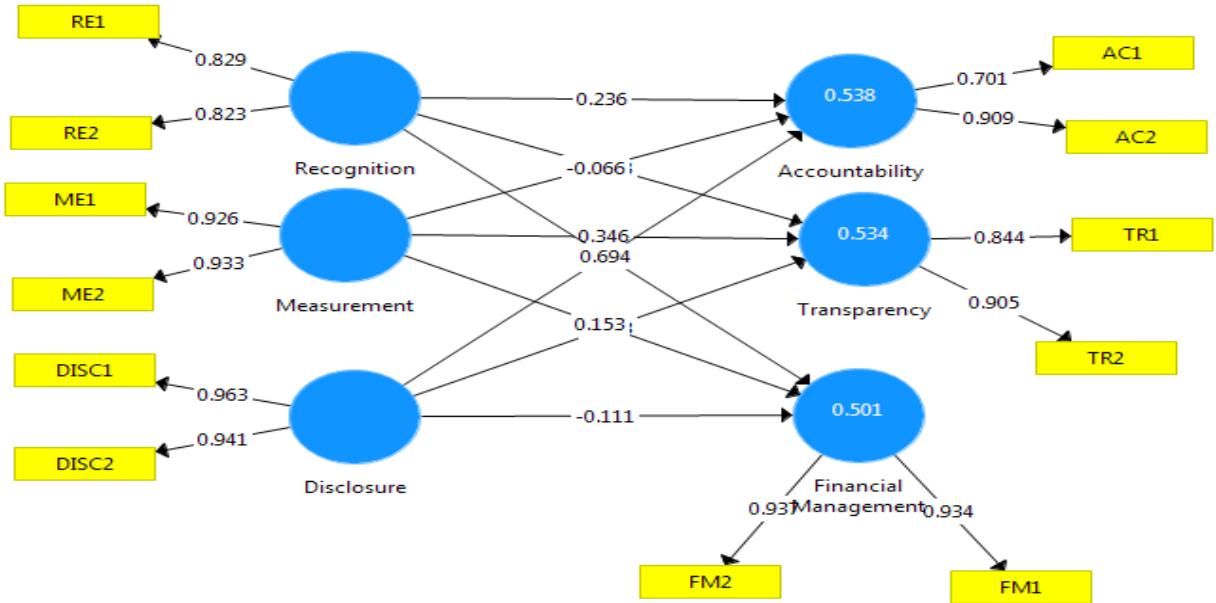 RE1
0.829
RE2
0.823
Recognition
ME1
0.926
ME2
0.933
Measurement
DISC1
0.963
DISC2
0.941
Disclosure
0.236
-0.066
0.346
0.694
0.153
-0.111
0.538
Accountability
0.701
AC1
0.909
AC2
0.534
Transparency
0.844
TR1
0.905
TR2
0.501
Financial
Management
0.937
0.934
FM2
FM1